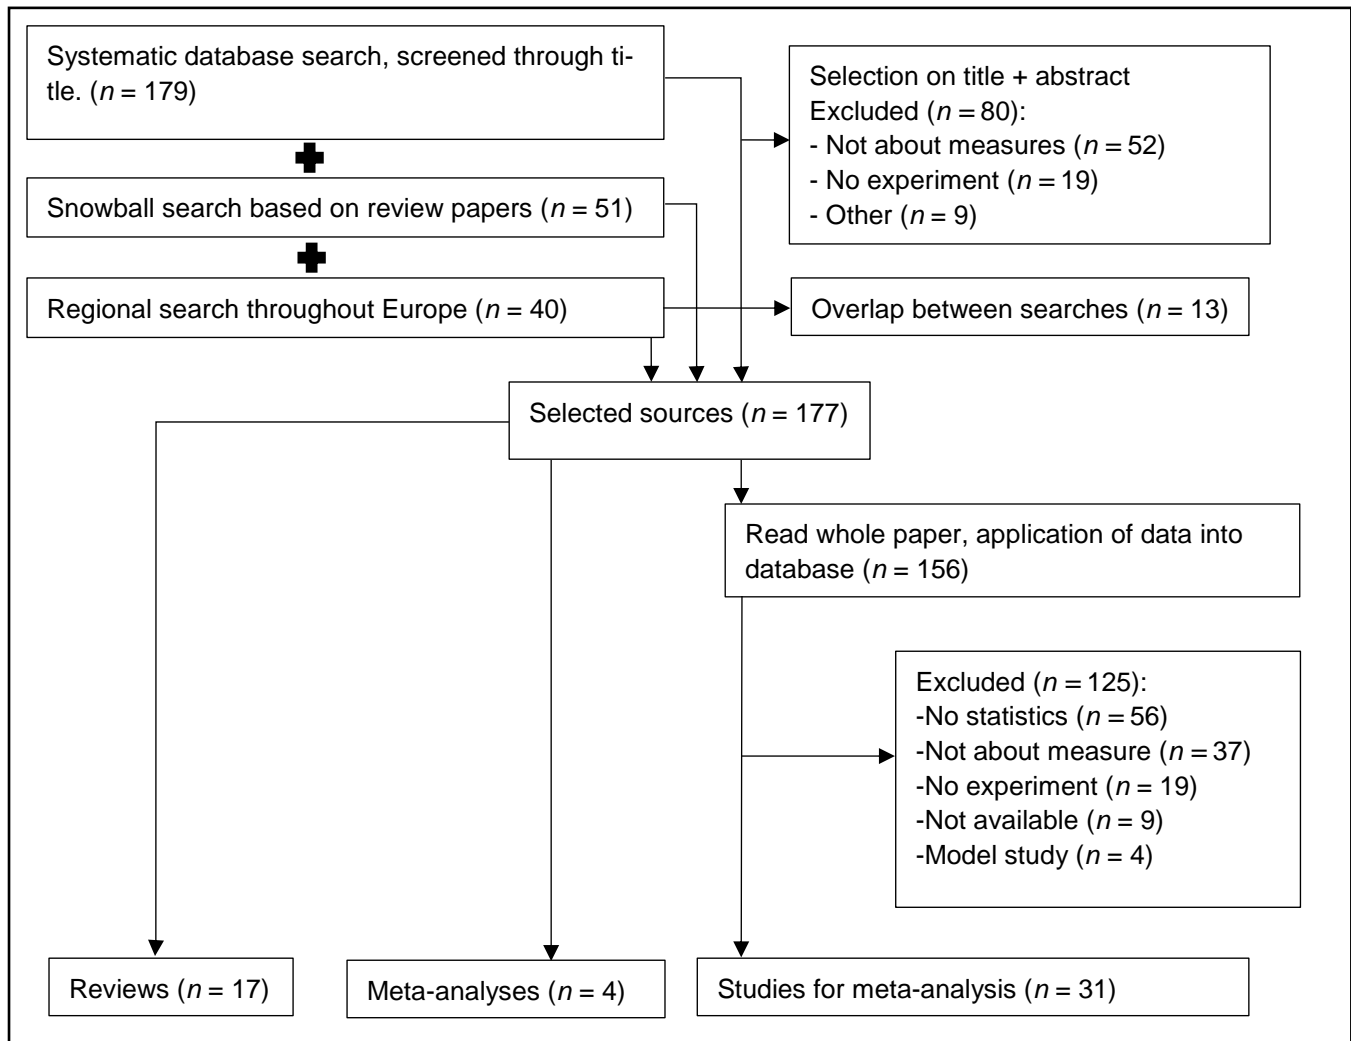 Systematic database search, screened through ti-
tle. (n = 179)
Selection on title + abstract
Excluded (n = 80):
- Not about measures (n = 52)
- No experiment (n = 19)
- Other (n = 9)
Snowball search based on review papers (n = 51)
Regional search throughout Europe (n = 40)
Overlap between searches (n = 13)
Selected sources (n = 177)
Read whole paper, application of data into
database (n = 156)
Excluded (n = 125):
-No statistics (n = 56)
-Not about measure (n = 37)
-No experiment (n = 19)
-Not available (n = 9)
-Model study (n = 4)
Reviews (n = 17)
Meta-analyses (n = 4)
Studies for meta-analysis (n = 31)